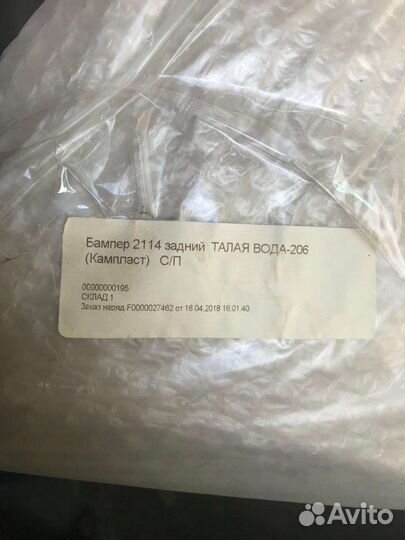 Бампер 2114 задний ТАЛАЯ ВОДА-206
(Кампласт) С/П
00000000195
СКЛАД 1
Заказ наряд F0000027462 от 16.04.2018 16:01:40
Avito